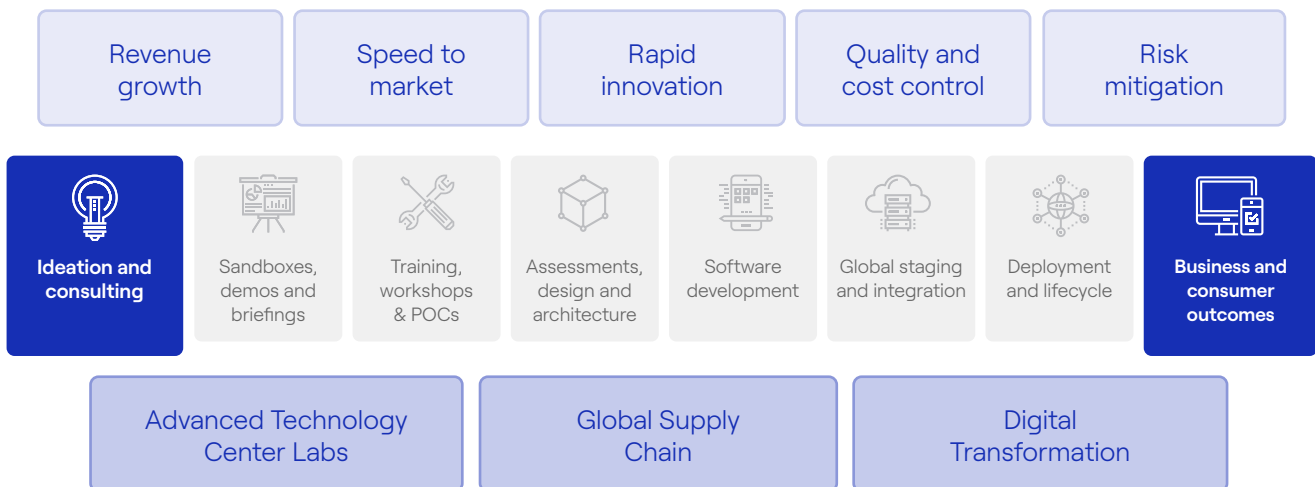 Revenue
growth
Speed to
market
Rapid
innovation
Quality and
cost control
Risk
mitigation
Ideation and
consulting
Sandboxes,
demos and
briefings
Training,
workshops
& POCs
Assessments,
design and
architecture
Software
development
Global staging
and integration
Deployment
and lifecycle
Business and
consumer
outcomes
Advanced Technology
Center Labs
Global Supply
Chain
Digital
Transformation